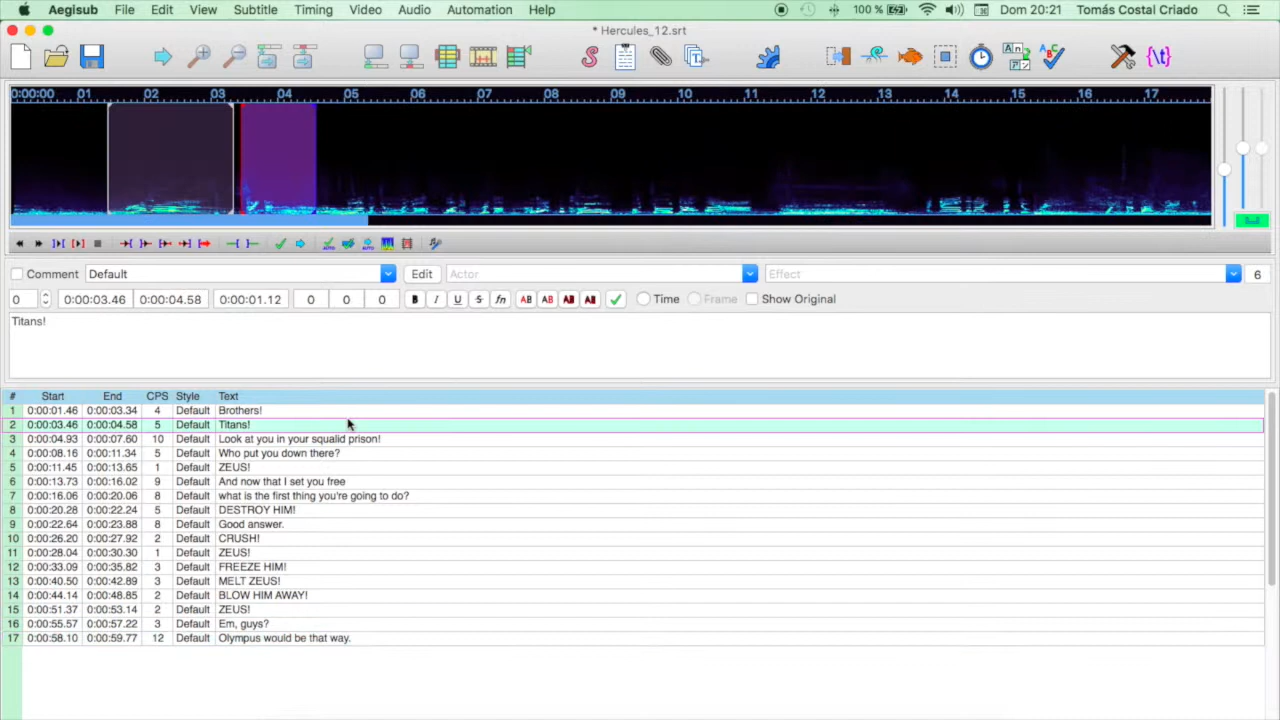 Aegisub File Edit View Subtitle Timing Video Audio Automation Help 100 % Dom 20:21 Tomás Costal Criado
* Hercules_12.srt
0:00:00 01 02 03 04 05 06 07 08 09 10 11 12 13 14 15 16 17
Comment Default Edit Actor Effect 6
0 0:00:03.46 0:00:04.58 0:00:01.12 0 0 0 B I U S fn AB AB AB AB Time Frame Show Original
Titans!
# Start End CPS Style Text
1 0:00:01.46 0:00:03.34 4 Default Brothers!
2 0:00:03.46 0:00:04.58 5 Default Titans!
3 0:00:04.93 0:00:07.60 10 Default Look at you in your squalid prison!
4 0:00:08.16 0:00:11.34 5 Default Who put you down there?
5 0:00:11.45 0:00:13.65 1 Default ZEUS!
6 0:00:13.73 0:00:16.02 9 Default And now that I set you free
7 0:00:16.06 0:00:20.06 8 Default what is the first thing you're going to do?
8 0:00:20.28 0:00:22.24 5 Default DESTROY HIM!
9 0:00:22.64 0:00:23.88 8 Default Good answer.
10 0:00:26.20 0:00:27.92 2 Default CRUSH!
11 0:00:28.04 0:00:30.30 1 Default ZEUS!
12 0:00:33.09 0:00:35.82 3 Default FREEZE HIM!
13 0:00:40.50 0:00:42.89 3 Default MELT ZEUS!
14 0:00:44.14 0:00:48.85 2 Default BLOW HIM AWAY!
15 0:00:51.37 0:00:53.14 2 Default ZEUS!
16 0:00:55.57 0:00:57.22 3 Default Em, guys?
17 0:00:58.10 0:00:59.77 12 Default Olympus would be that way.